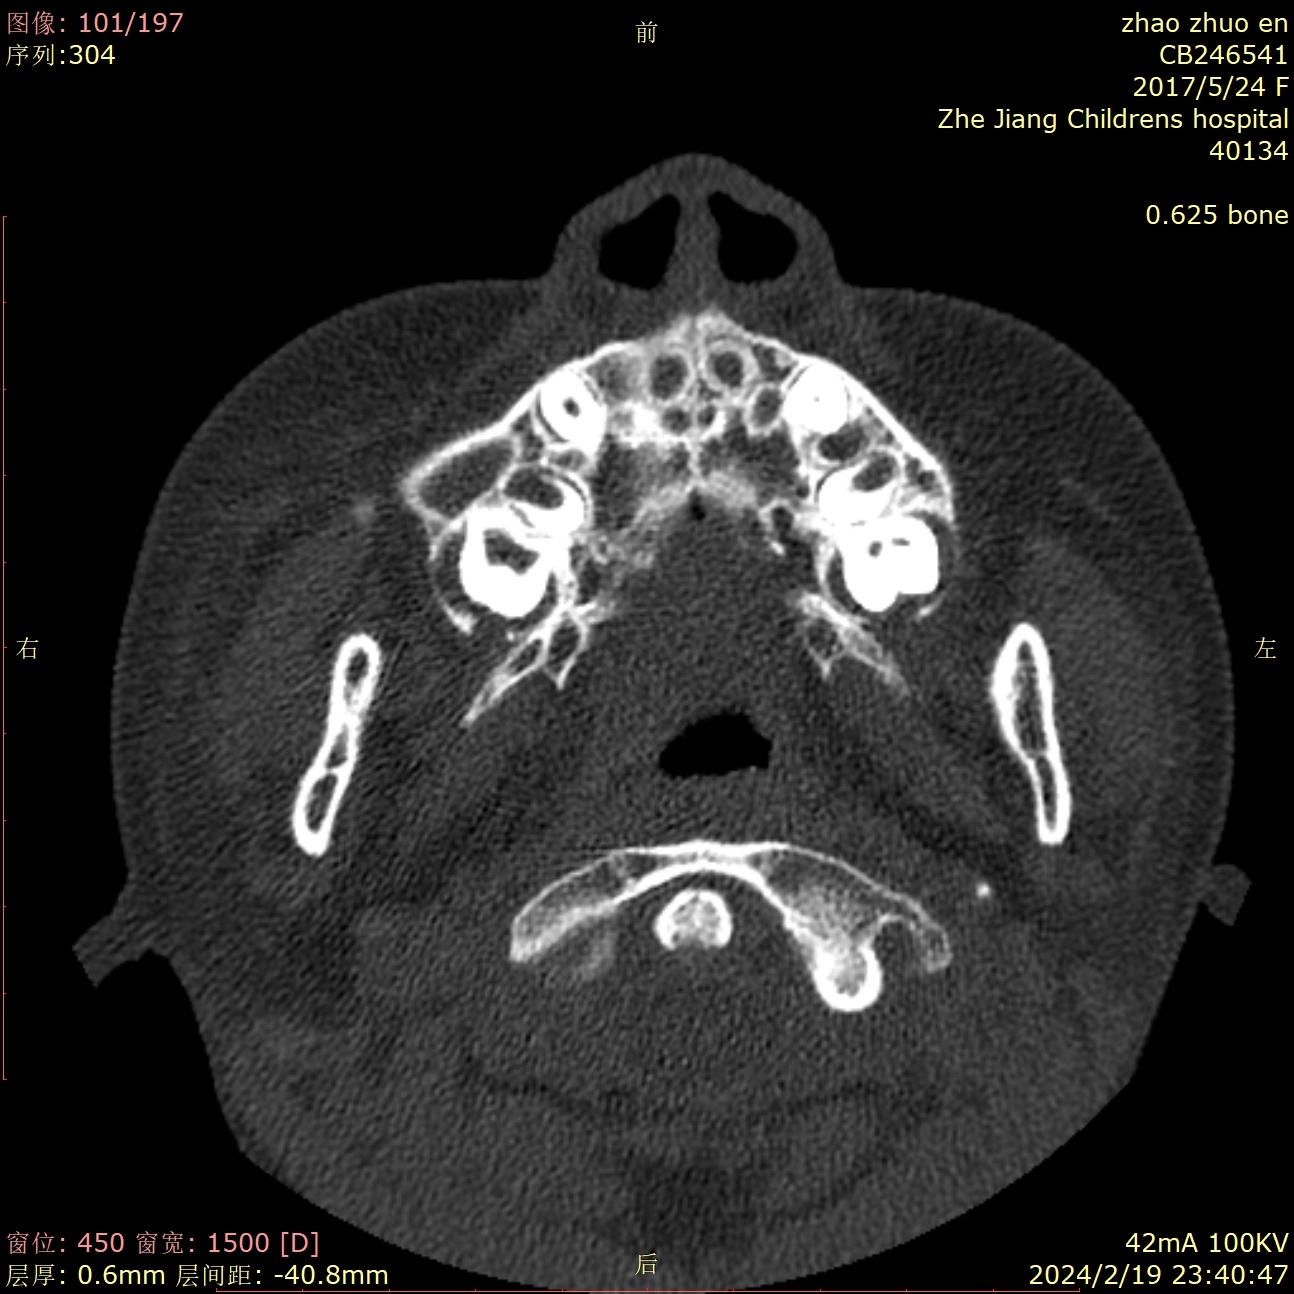 图像: 101/197
序列:304
前
zhao zhuo en
CB246541
2017/5/24 F
Zhe Jiang Childrens hospital
40134
0.625 bone
右
左
窗位: 450 窗宽: 1500 [D]
层厚: 0.6mm 层间距: -40.8mm
后
42mA 100KV
2024/2/19 23:40:47